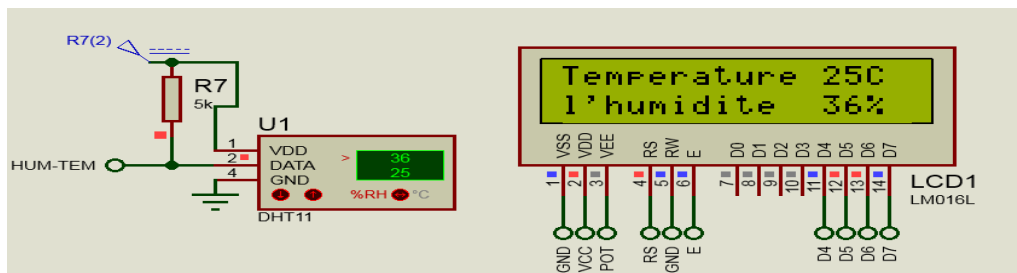 R7(2)
R7
5k
U1
1 VDD
2 DATA
4 GND
HUM-TEM
>
36
25
%RH °C
DHT11
Temperature 25C
l'humidite 36%
VSS VDD VEE RS RW E D0 D1 D2 D3 D4 D5 D6 D7
1 2 3 4 5 6 7 8 9 10 11 12 13 14
LCD1
LM016L
GND VCC POT RS GND E D4 D5 D6 D7